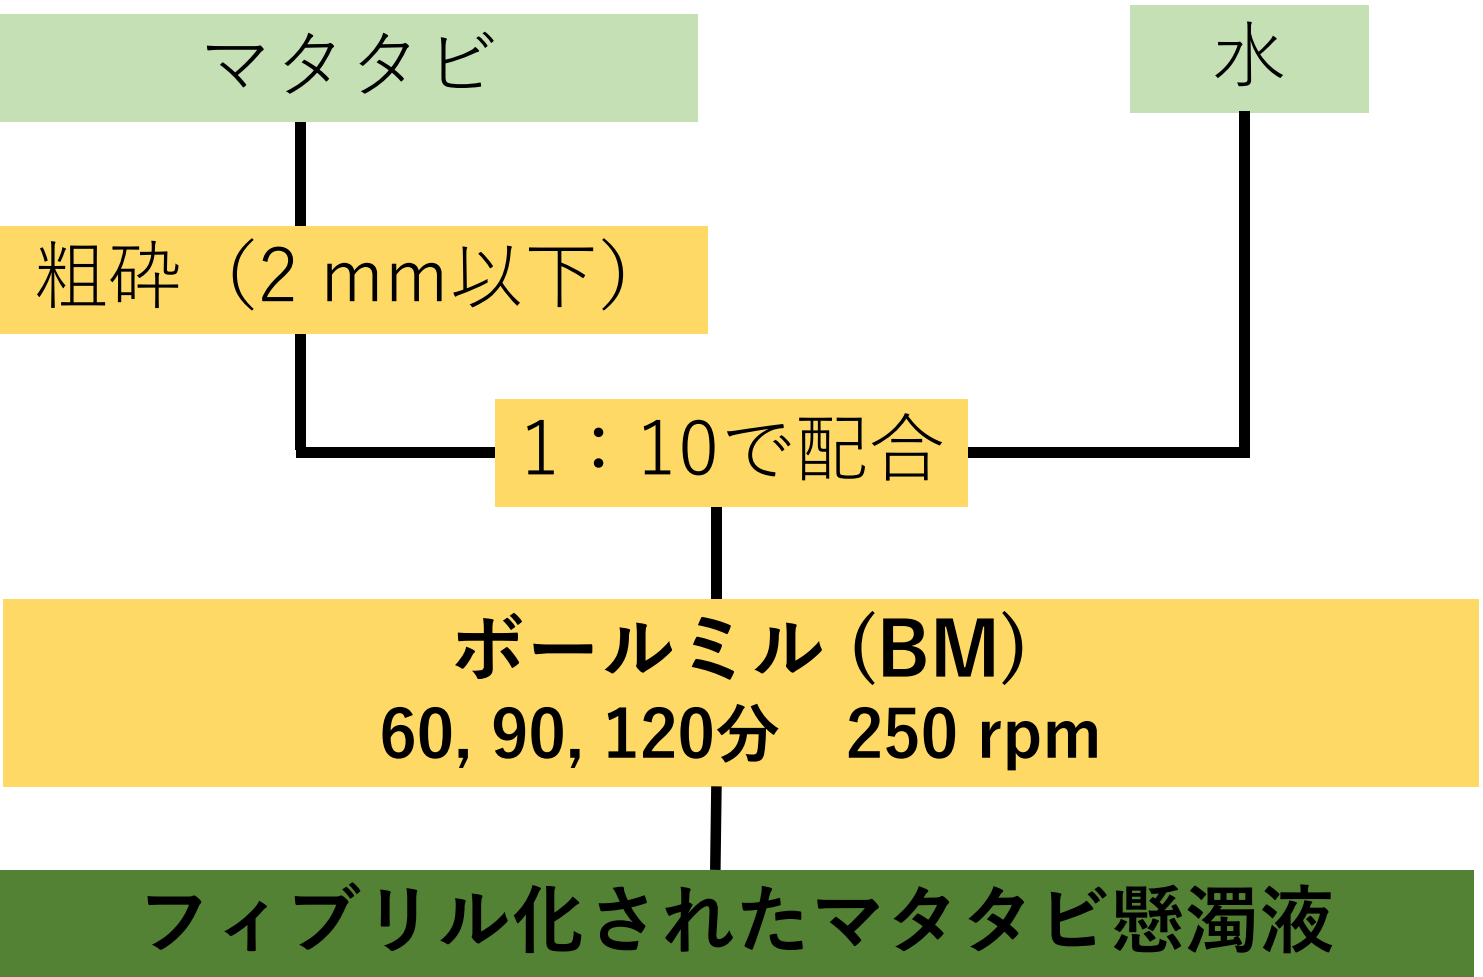 マタタビ
水
粗砕（2 mm以下）
1：10で配合
ボールミル (BM)
60, 90, 120分　250 rpm
フィブリル化されたマタタビ懸濁液